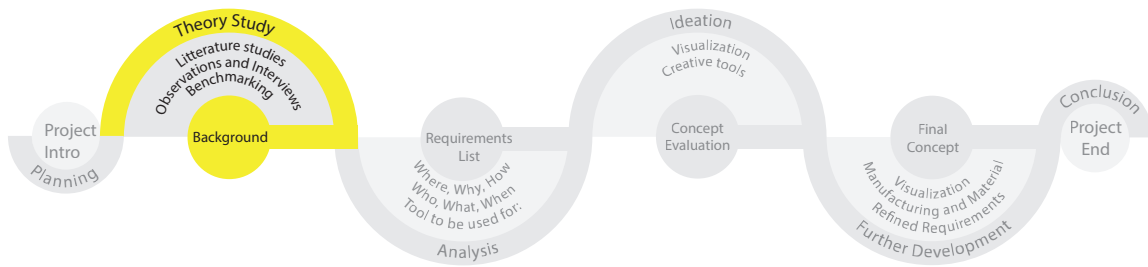 Project
Intro
Planning
Theory Study
Litterature studies
Observations and Interviews
Benchmarking
Background
Requirements
List
Where, Why, How
Who, What, When
Tool to be used for:
Analysis
Ideation
Visualization
Creative tools
Concept
Evaluation
Final
Concept
Visualization
Manufacturing and Material
Refined Requirements
Further Development
Conclusion
Project
End